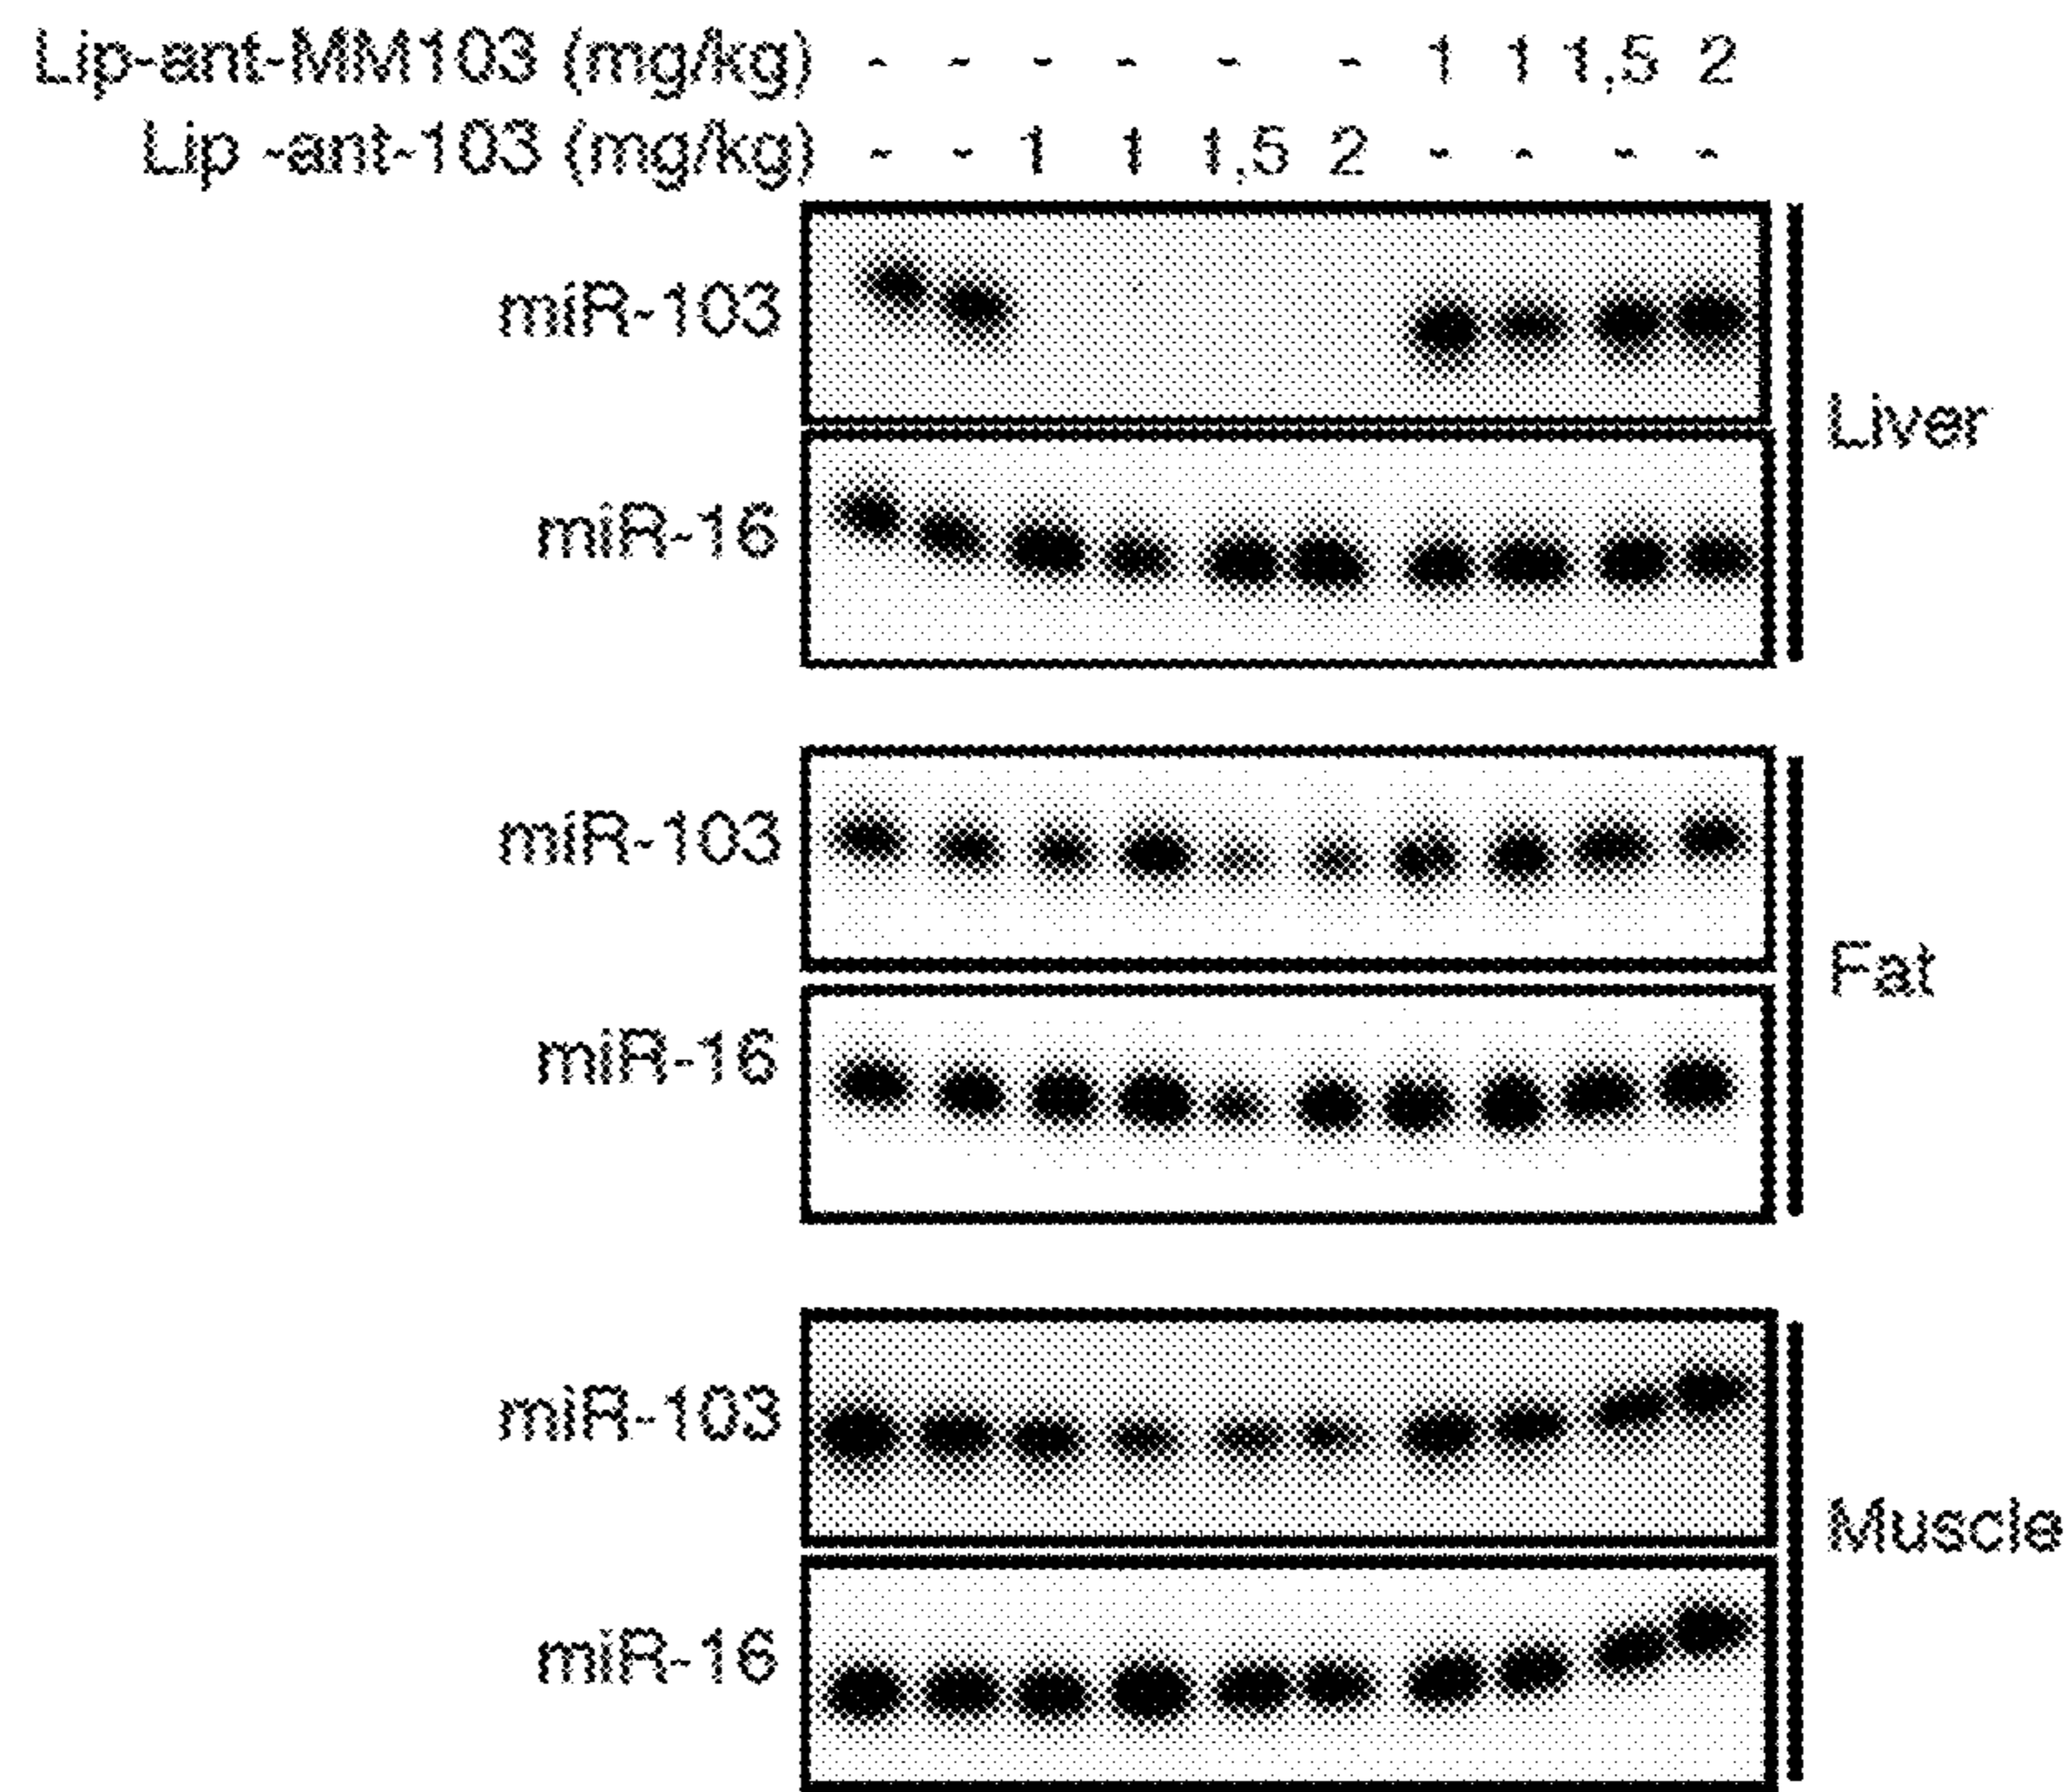 Lip-ant-MM103 (mg/kg) - - - - - - 1 1 1,5 2
Lip -ant-103 (mg/kg) - - 1 1 1,5 2 - - - -
miR-103
Liver
miR-16
miR-103
Fat
miR-16
miR-103
Muscle
miR-16